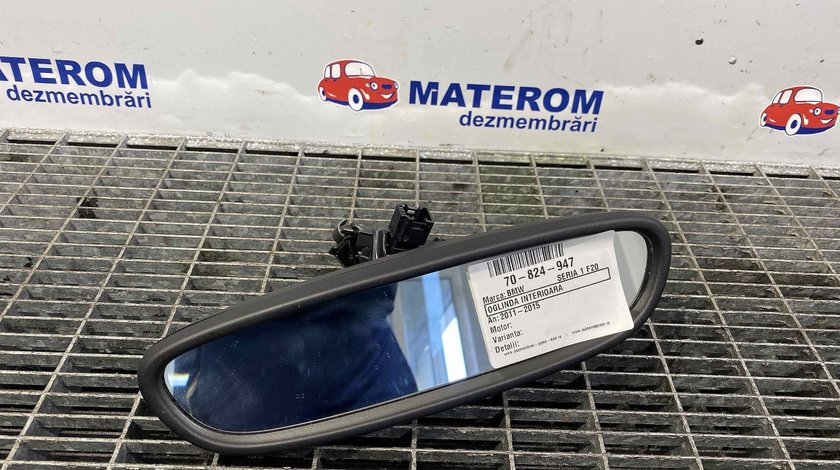 MATEROM
dezmembrări
MATEROM
dezmembrări
70-824-947
Marca: BMW SERIA 1 F20
OGLINDA INTERIOARA
An: 2011-2015
Motor:
Varianta:
Detalii: